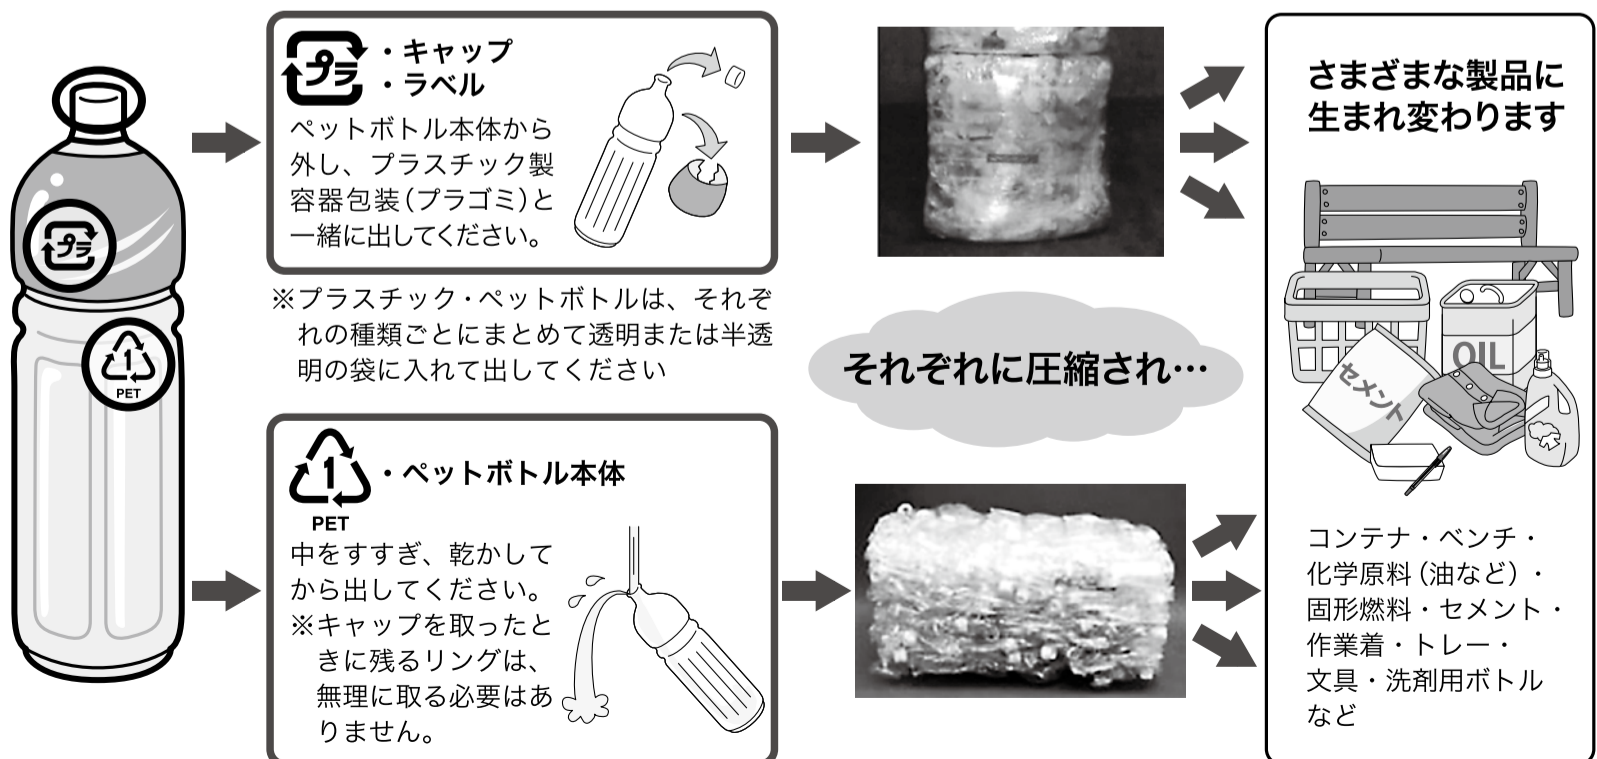 プラ
1
PET
プラ
・キャップ
・ラベル
ペットボトル本体から
外し、プラスチック製
容器包装（プラゴミ）と
一緒に出してください。
※プラスチック・ペットボトルは、それぞ
れの種類ごとにまとめて透明または半透
明の袋に入れて出してください
1
PET
・ペットボトル本体
中をすすぎ、乾かして
から出してください。
※キャップを取ったと
きに残るリングは、
無理に取る必要はあ
りません。
それぞれに圧縮され…
さまざまな製品に
生まれ変わります
OIL
セメント
コンテナ・ベンチ・
化学原料（油など）・
固形燃料・セメント・
作業着・トレー・
文具・洗剤用ボトル
など